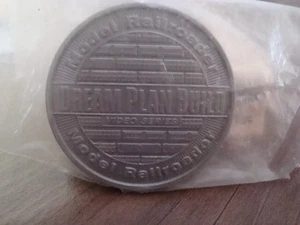 Model Railroader
DREAM PLAN BUILD
VIDEO SERIES
Model Railroader